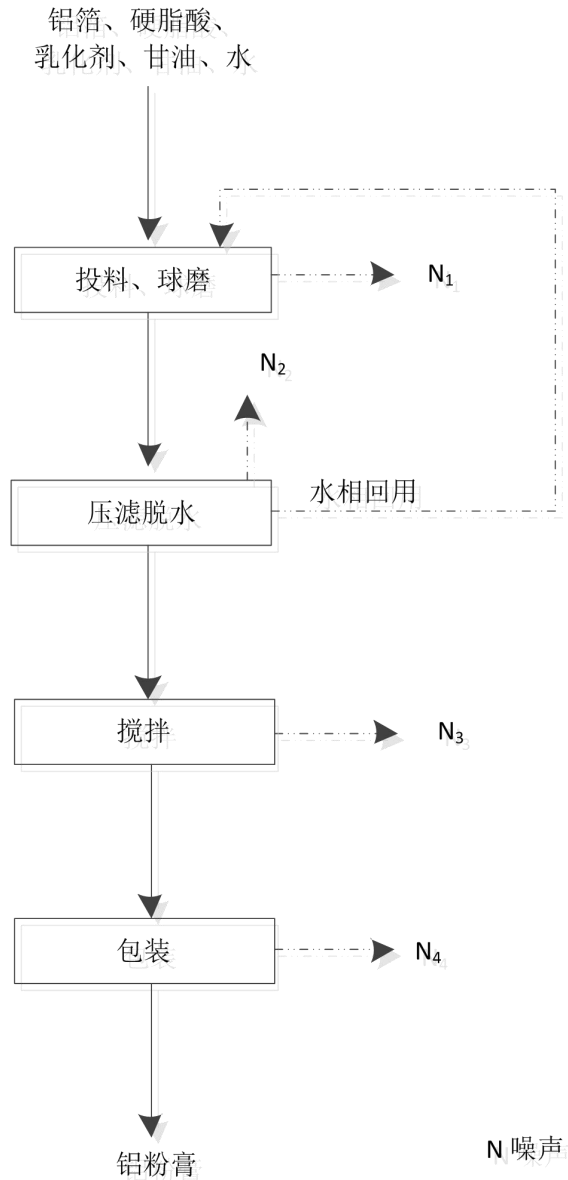 铝箔、硬脂酸、
乳化剂、甘油、水
投料、球磨
N1
N2
压滤脱水
水相回用
搅拌
N3
包装
N4
铝粉膏
N 噪声